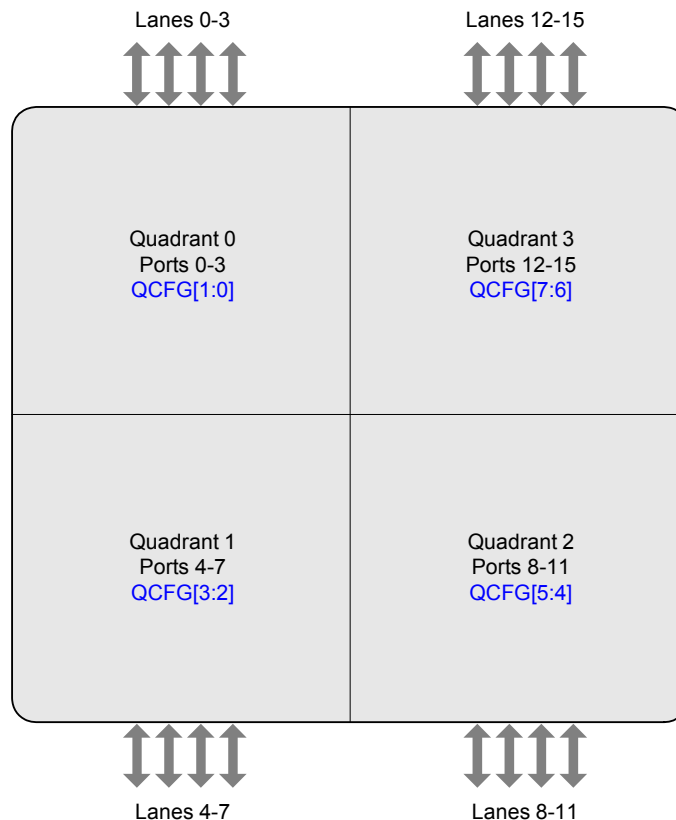 Lanes 0-3
Lanes 12-15
Quadrant 0
Ports 0-3
QCFG[1:0]
Quadrant 3
Ports 12-15
QCFG[7:6]
Quadrant 1
Ports 4-7
QCFG[3:2]
Quadrant 2
Ports 8-11
QCFG[5:4]
Lanes 4-7
Lanes 8-11